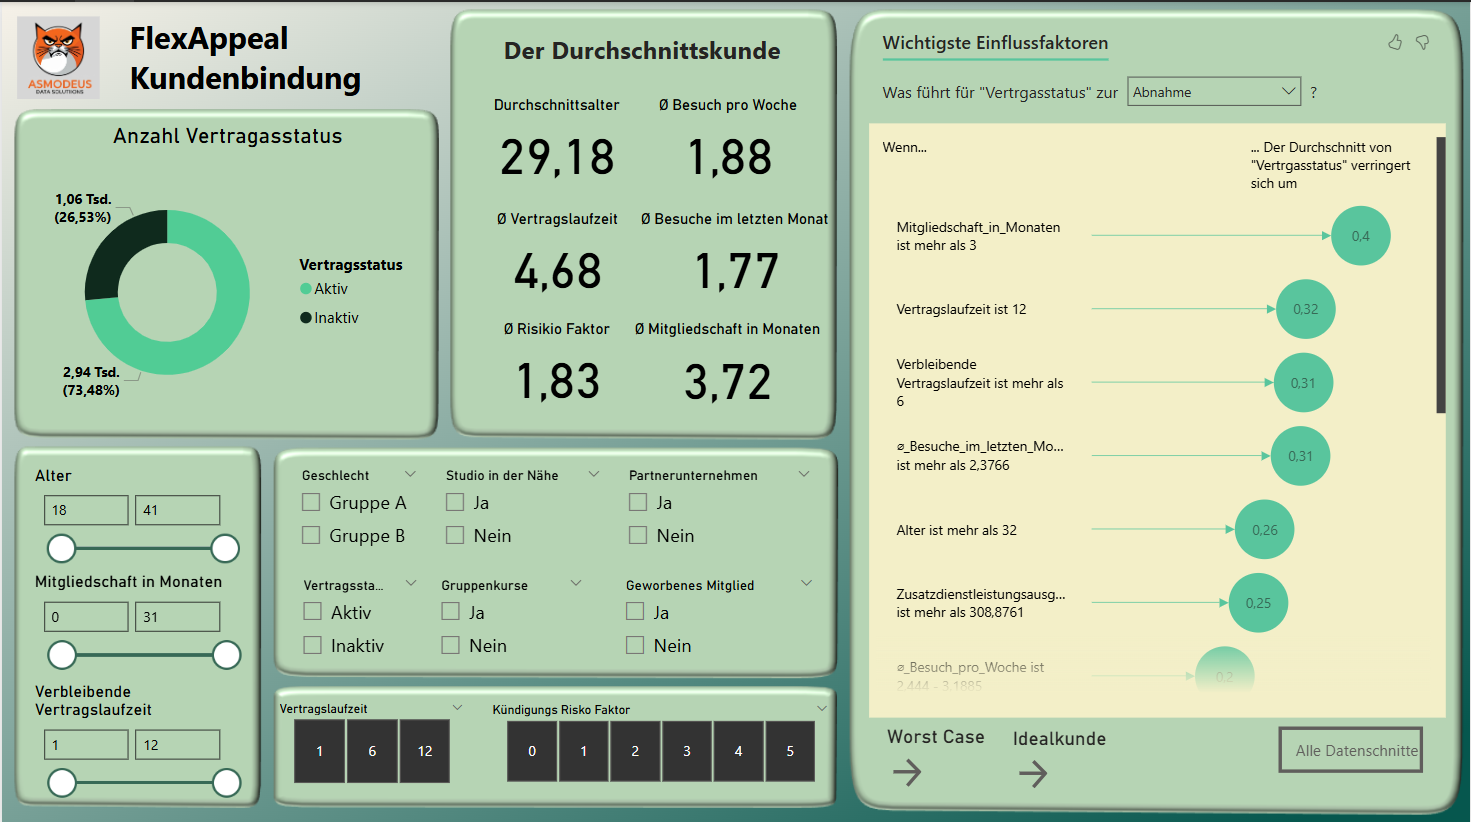 ASMODEUS
DATA SOLUTIONS
FlexAppeal
Kundenbindung
Anzahl Vertragasstatus
1,06 Tsd.
(26,53%)
2,94 Tsd.
(73,48%)
Vertragsstatus
Aktiv
Inaktiv
Der Durchschnittskunde
Durchschnittsalter
Ø Besuch pro Woche
29,18
1,88
Ø Vertragslaufzeit
Ø Besuche im letzten Monat
4,68
1,77
Ø Risikio Faktor
Ø Mitgliedschaft in Monaten
1,83
3,72
Alter
18
41
Mitgliedschaft in Monaten
0
31
Verbleibende
Vertragslaufzeit
1
12
Geschlecht
Gruppe A
Gruppe B
Studio in der Nähe
Ja
Nein
Partnerunternehmen
Ja
Nein
Vertragssta...
Aktiv
Inaktiv
Gruppenkurse
Ja
Nein
Geworbenes Mitglied
Ja
Nein
Vertragslaufzeit
1
6
12
Kündigungs Risko Faktor
0
1
2
3
4
5
Wichtigste Einflussfaktoren
Was führt für "Vertrgasstatus" zur Abnahme ?
Wenn...
... Der Durchschnitt von
"Vertrgasstatus" verringert
sich um
Mitgliedschaft_in_Monaten
ist mehr als 3
0,4
Vertragslaufzeit ist 12
0,32
Verbleibende
Vertragslaufzeit ist mehr als
6
0,31
⌀_Besuche_im_letzten_Mo...
ist mehr als 2,3766
0,31
Alter ist mehr als 32
0,26
Zusatzdienstleistungsausg...
ist mehr als 308,8761
0,25
⌀_Besuch_pro_Woche ist
2,444 - 3,1885
0,2
Worst Case
Idealkunde
Alle Datenschnitte